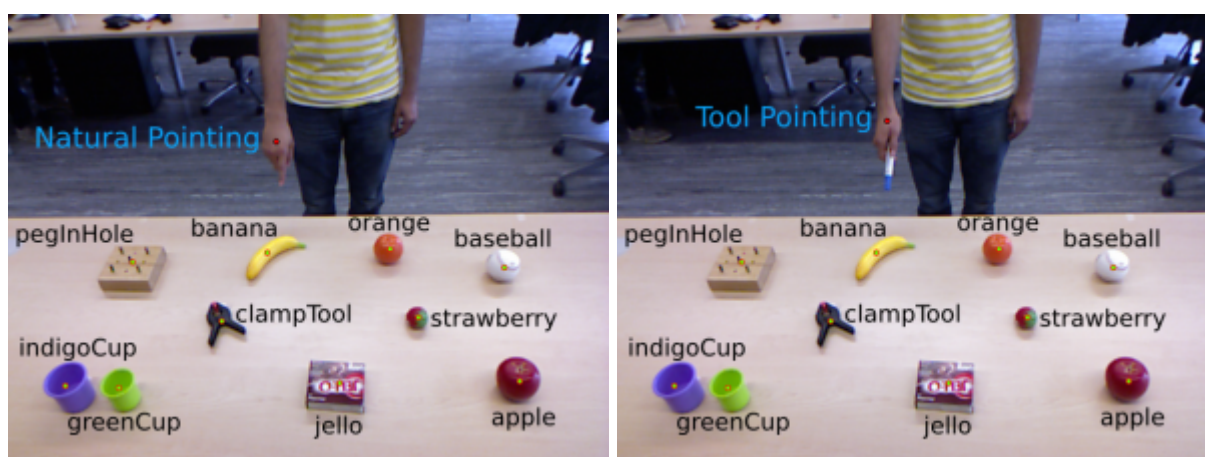 Natural Pointing
pegInHole
banana
orange
baseball
clampTool
strawberry
indigoCup
greenCup
jello
apple
Tool Pointing
pegInHole
banana
orange
baseball
clampTool
strawberry
indigoCup
greenCup
jello
apple